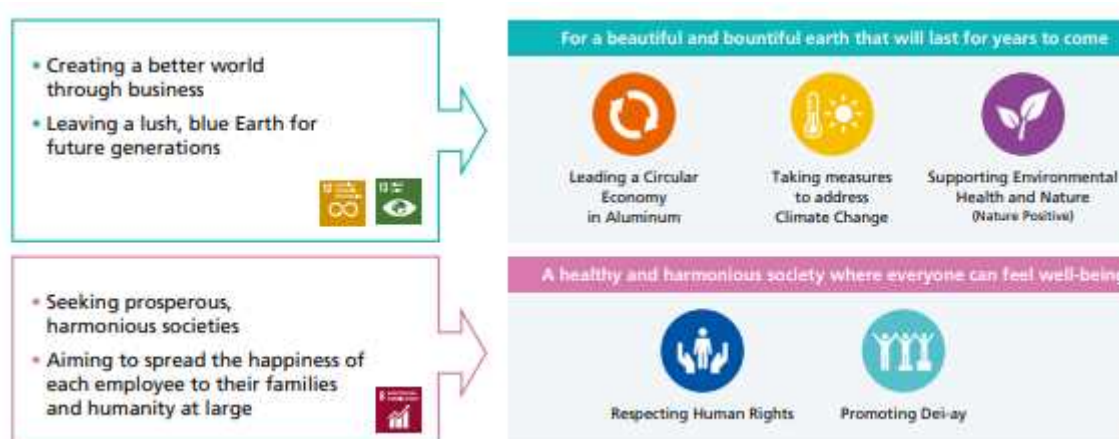 • Creating a better world
through business
• Leaving a lush, blue Earth for
future generations
12
13
For a beautiful and bountiful earth that will last for years to come
Leading a Circular
Economy
in Aluminum
Taking measures
to address
Climate Change
Supporting Environmental
Health and Nature
(Nature Positive)
• Seeking prosperous,
harmonious societies
• Aiming to spread the happiness of
each employee to their families
and humanity at large
8
A healthy and harmonious society where everyone can feel well-being
Respecting Human Rights
Promoting Dei-ay